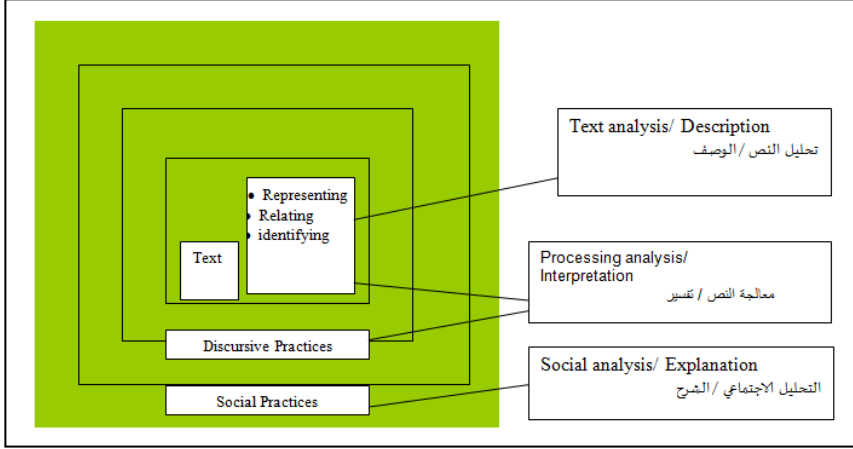 • Representing
• Relating
• identifying
Text
Discursive Practices
Social Practices
Text analysis/ Description
تحليل النص /الوصف
Processing analysis/
Interpretation
معالجة النص / تفسير
Social analysis/ Explanation
التحليل الاجتماعي /الشرح